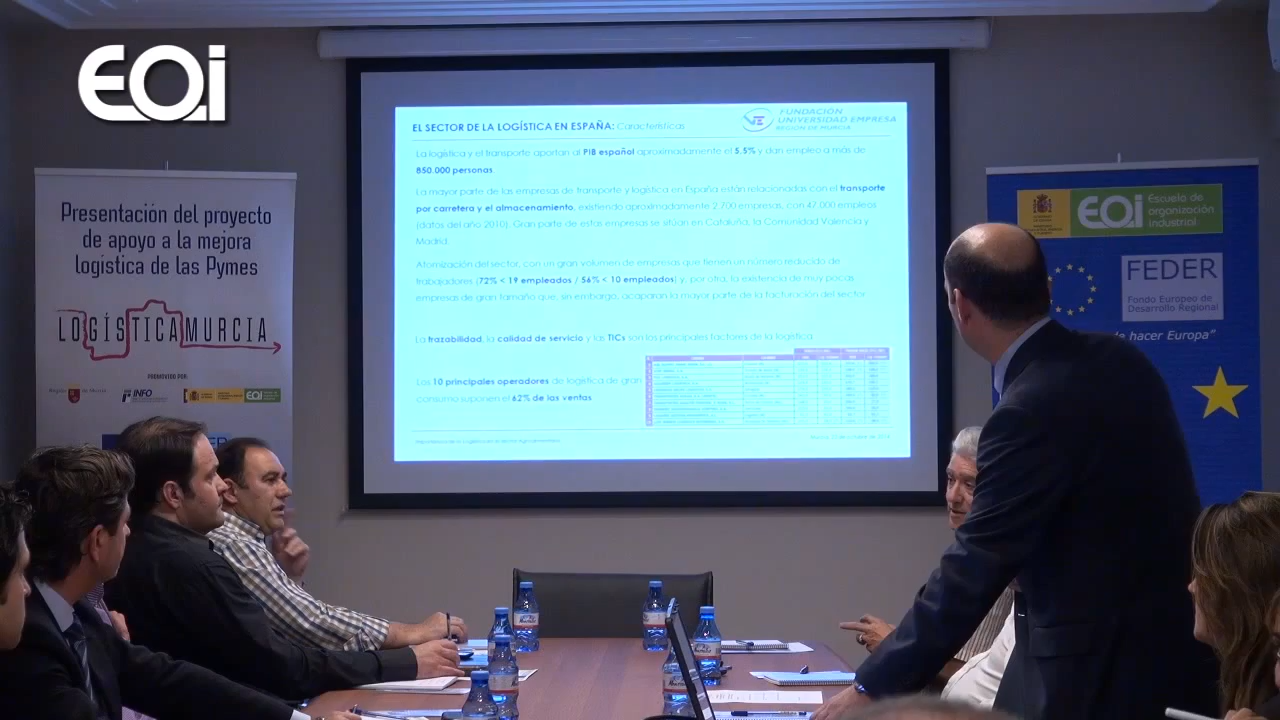 EOi
Presentación del proyecto
de apoyo a la mejora
logística de las Pymes
LOGÍSTICAMURCIA
PROMOVIDO POR:
INFO
EOi
EL SECTOR DE LA LOGÍSTICA EN ESPAÑA: Características
FUNDACIÓN
UNIVERSIDAD EMPRESA
REGIÓN DE MURCIA
La logística y el transporte aportan al PIB español aproximadamente el 5,5% y dan empleo a más de
850.000 personas
La mayor parte de las empresas de transporte y logística en España están relacionadas con el transporte
por carretera y el almacenamiento, existiendo aproximadamente 2.700 empresas, con 42.000 empleos
(datos del año 2010). Gran parte de estas empresas se sitúan en Cataluña, la Comunidad Valencia y
Madrid
Atomización del sector, con un gran volumen de empresas que tienen un número reducido de
trabajadores (72% < 19 empleados / 56% < 10 empleados) y, por otra, la existencia de muy pocas
empresas de gran tamaño que, sin embargo, acaparan la mayor parte de la facturación del sector
La trazabilidad, la calidad de servicio y las TICs son los principales factores de la logística.
Los 10 principales operadores de logística de gran
consumo suponen el 62% de las ventas
EOi
Escuela de
organización
industrial
FEDER
Fondo Europeo de
Desarrollo Regional
de hacer Europa"